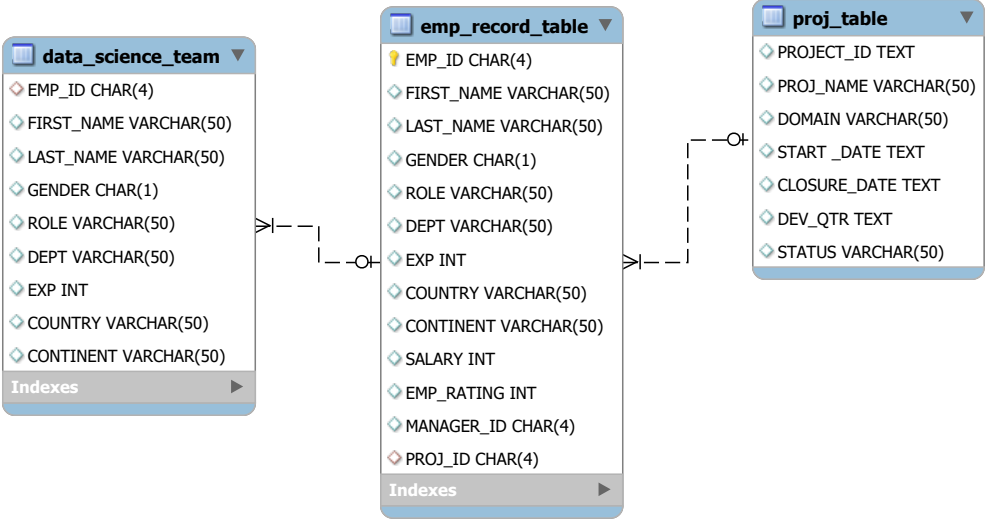 data_science_team
EMP_ID CHAR(4)
FIRST_NAME VARCHAR(50)
LAST_NAME VARCHAR(50)
GENDER CHAR(1)
ROLE VARCHAR(50)
DEPT VARCHAR(50)
EXP INT
COUNTRY VARCHAR(50)
CONTINENT VARCHAR(50)
Indexes
emp_record_table
EMP_ID CHAR(4)
FIRST_NAME VARCHAR(50)
LAST_NAME VARCHAR(50)
GENDER CHAR(1)
ROLE VARCHAR(50)
DEPT VARCHAR(50)
EXP INT
COUNTRY VARCHAR(50)
CONTINENT VARCHAR(50)
SALARY INT
EMP_RATING INT
MANAGER_ID CHAR(4)
PROJ_ID CHAR(4)
Indexes
proj_table
PROJECT_ID TEXT
PROJ_NAME VARCHAR(50)
DOMAIN VARCHAR(50)
START _DATE TEXT
CLOSURE_DATE TEXT
DEV_QTR TEXT
STATUS VARCHAR(50)